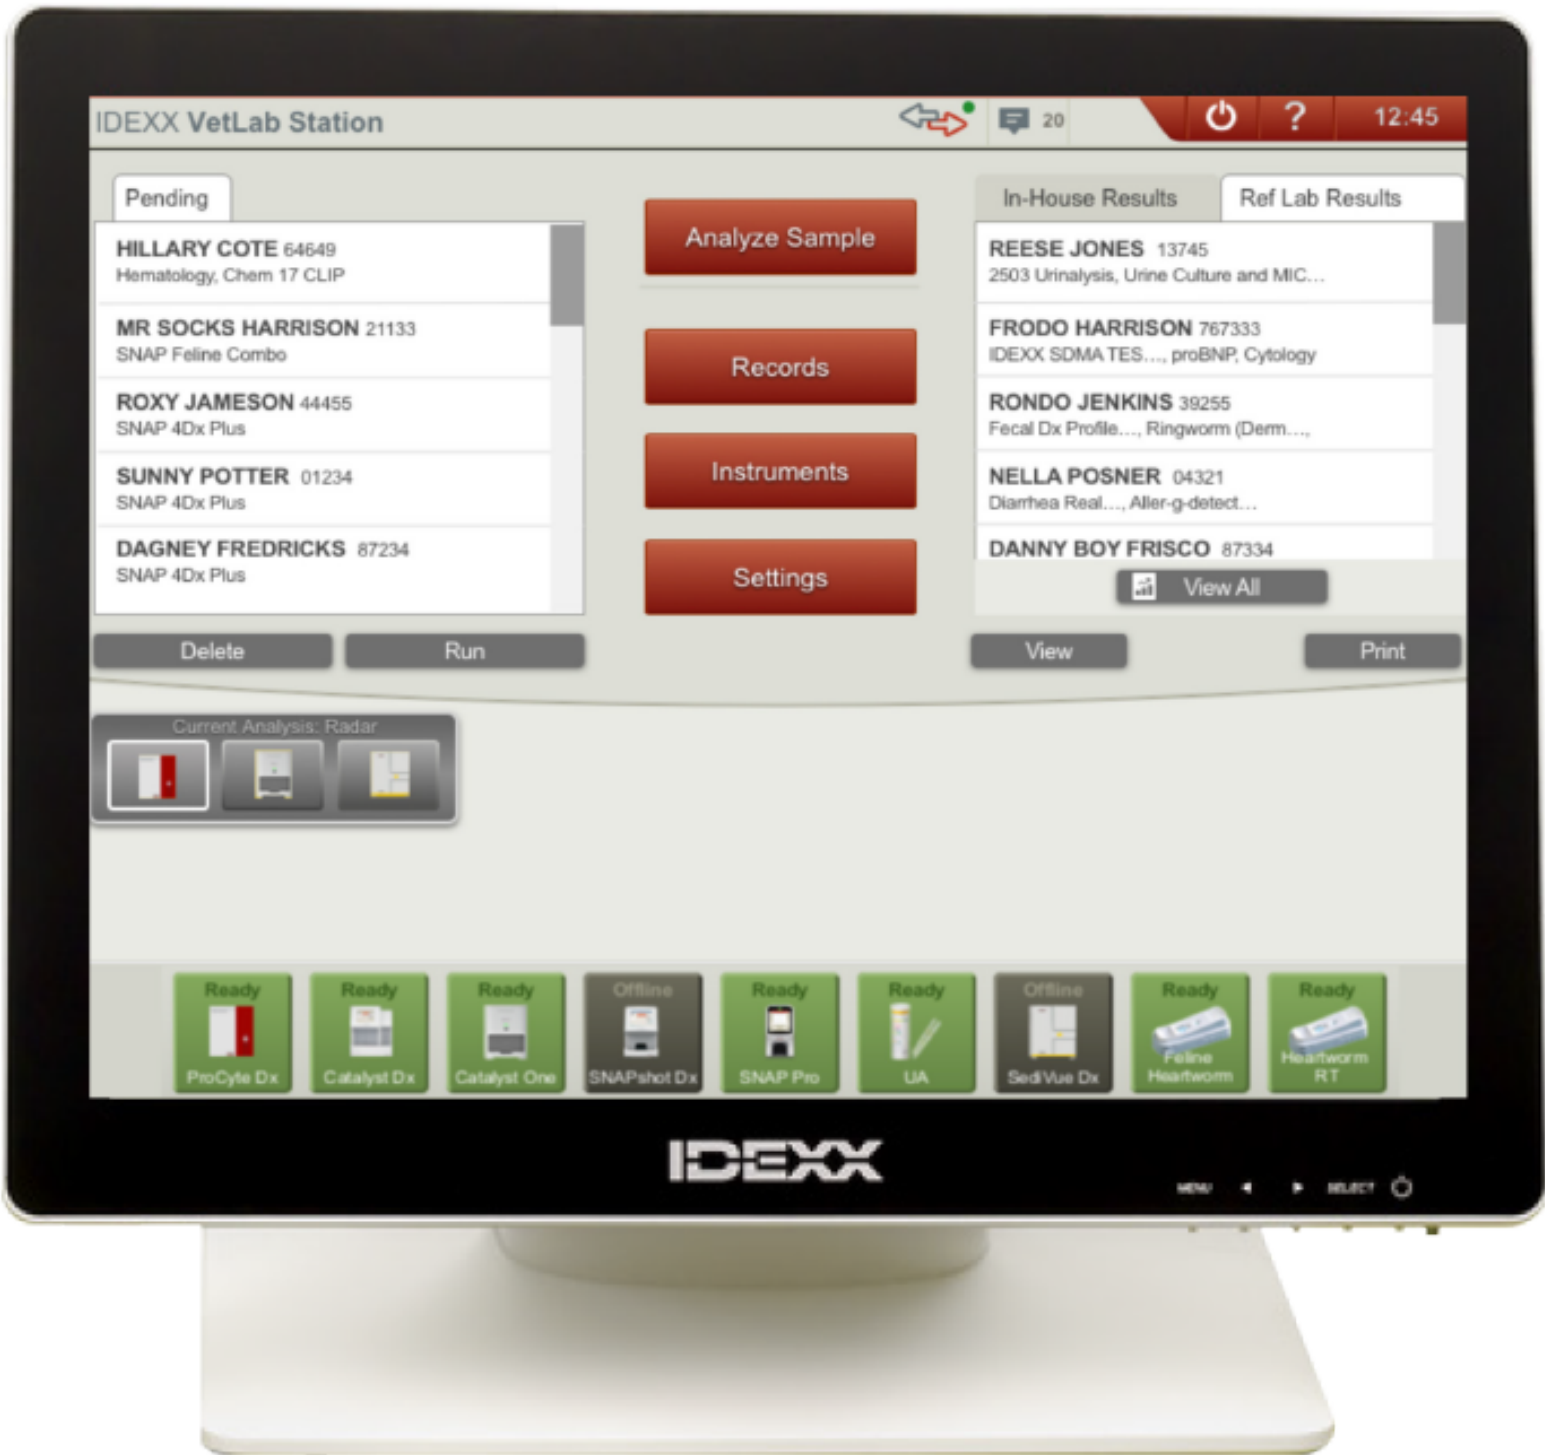 IDEXX VetLab Station
20
?
12:45
Pending
HILLARY COTE 64649
Hematology, Chem 17 CLIP
MR SOCKS HARRISON 21133
SNAP Feline Combo
ROXY JAMESON 44455
SNAP 4Dx Plus
SUNNY POTTER 01234
SNAP 4Dx Plus
DAGNEY FREDRICKS 87234
SNAP 4Dx Plus
Delete
Run
Analyze Sample
Records
Instruments
Settings
In-House Results
Ref Lab Results
REESE JONES 13745
2503 Urinalysis, Urine Culture and MIC...
FRODO HARRISON 767333
IDEXX SDMA TES..., proBNP, Cytology
RONDO JENKINS 39255
Fecal Dx Profile..., Ringworm (Derm...,
NELLA POSNER 04321
Diarrhea Real..., Aller-g-detect...
DANNY BOY FRISCO 87334
View All
View
Print
Current Analysis: Radar
Ready
ProCyte Dx
Ready
Catalyst Dx
Ready
Catalyst One
Offline
SNAPshot Dx
Ready
SNAP Pro
Ready
UA
Offline
SediVue Dx
Ready
Feline
Heartworm
Ready
Heartworm
RT
IDEXX
MENU
SELECT